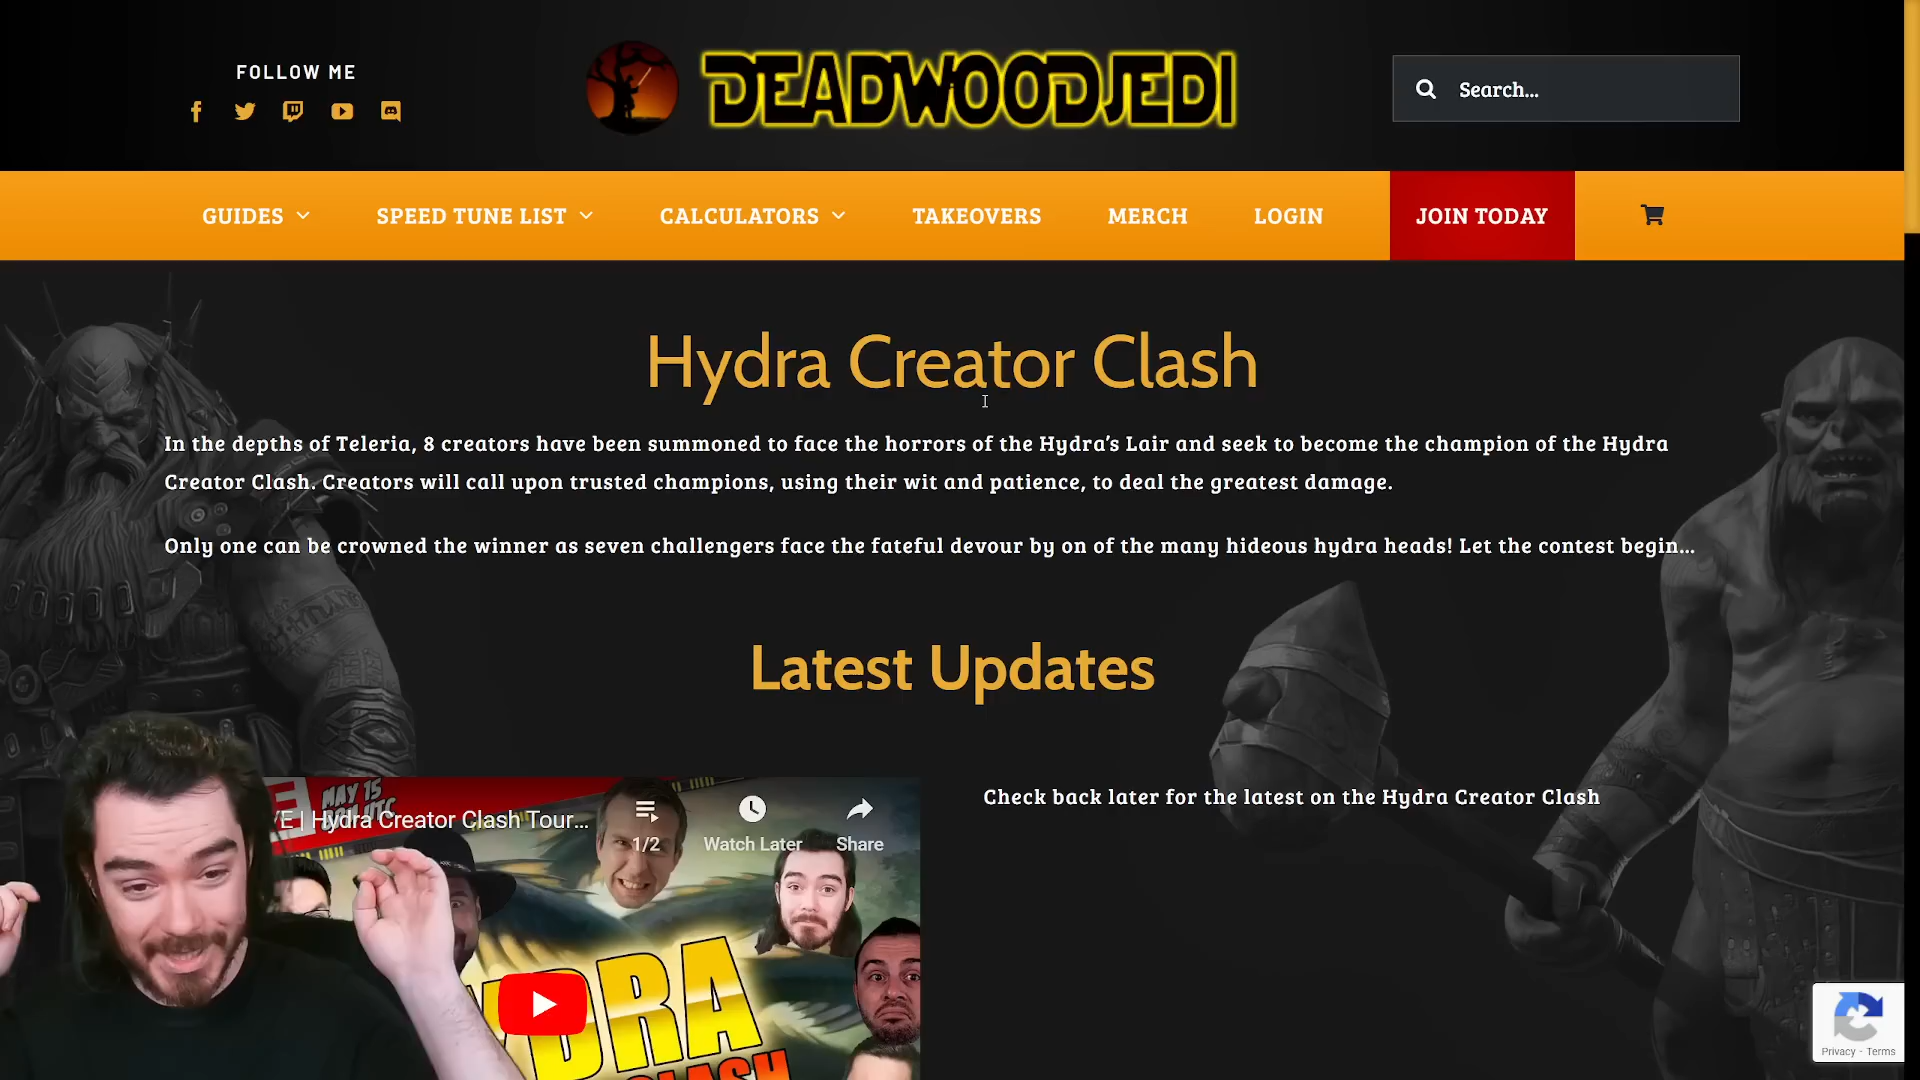 FOLLOW ME
DEADWOODJEDI
Search...
GUIDES
SPEED TUNE LIST
CALCULATORS
TAKEOVERS
MERCH
LOGIN
JOIN TODAY
Hydra Creator Clash
In the depths of Teleria, 8 creators have been summoned to face the horrors of the Hydra's Lair and seek to become the champion of the Hydra
Creator Clash. Creators will call upon trusted champions, using their wit and patience, to deal the greatest damage.
Only one can be crowned the winner as seven challengers face the fateful devour by on of the many hideous hydra heads! Let the contest begin...
Latest Updates
MAY 15
VE | Hydra Creator Clash Tour...
1/2
Watch Later
Share
Check back later for the latest on the Hydra Creator Clash
YDRA
CLASH
Privacy - Terms